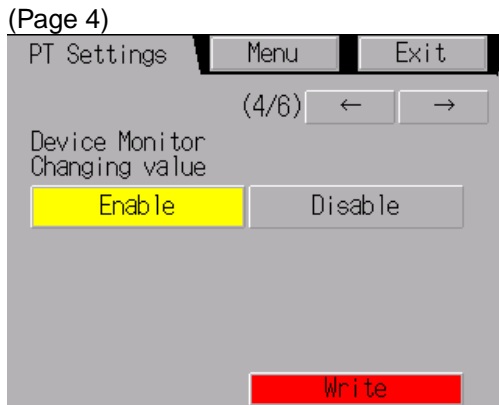 (Page 4)
PT Settings Menu Exit
(4/6) ← →
Device Monitor
Changing value
Enable Disable
Write